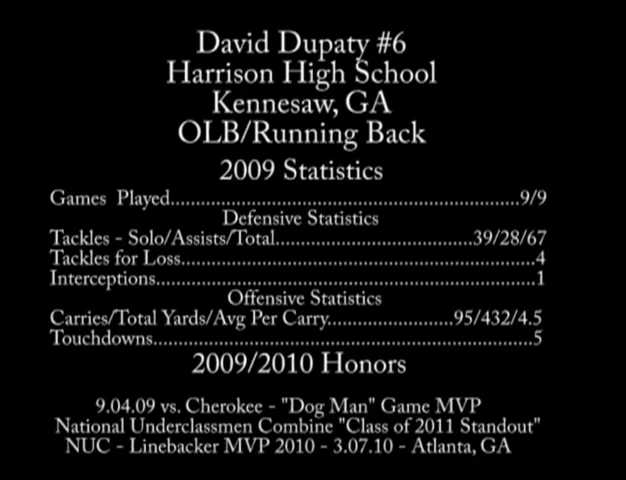 David Dupaty #6
Harrison High School
Kennesaw, GA
OLB/Running Back
2009 Statistics
Games Played......................................................................9/9
Defensive Statistics
Tackles - Solo/Assists/Total.......................................39/28/67
Tackles for Loss......................................................................4
Interceptions...........................................................................1
Offensive Statistics
Carries/Total Yards/Avg Per Carry.........................95/432/4.5
Touchdowns...........................................................................5
2009/2010 Honors
9.04.09 vs. Cherokee - "Dog Man" Game MVP
National Underclassmen Combine "Class of 2011 Standout"
NUC - Linebacker MVP 2010 - 3.07.10 - Atlanta, GA